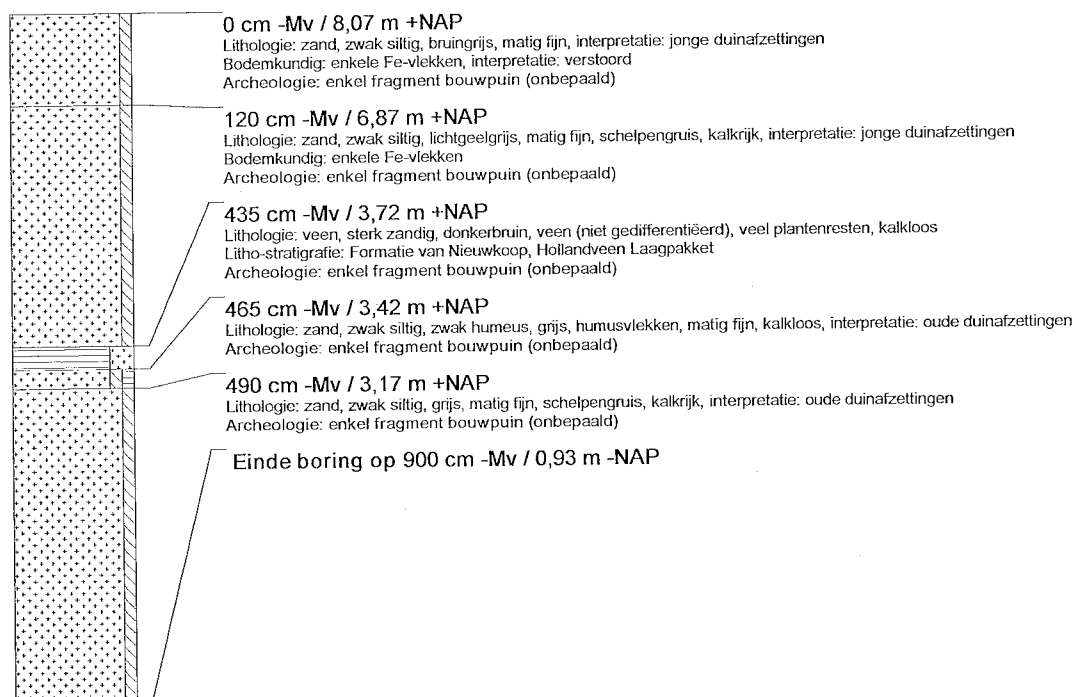 0 cm -Mv / 8,07 m +NAP
Lithologie: zand, zwak siltig, bruingrijs, matig fijn, interpretatie: jonge duinafzettingen
Bodemkundig: enkele Fe-vlekken, interpretatie: verstoord
Archeologie: enkel fragment bouwpuin (onbepaald)
120 cm -Mv / 6,87 m +NAP
Lithologie: zand, zwak siltig, lichtgeelgrijs, matig fijn, schelpengruis, kalkrijk, interpretatie: jonge duinafzettingen
Bodemkundig: enkele Fe-vlekken
Archeologie: enkel fragment bouwpuin (onbepaald)
435 cm -Mv / 3,72 m +NAP
Lithologie: veen, sterk zandig, donkerbruin, veen (niet gedifferentiëerd), veel plantenresten, kalkloos
Litho-stratigrafie: Formatie van Nieuwkoop, Hollandveen Laagpakket
Archeologie: enkel fragment bouwpuin (onbepaald)
465 cm -Mv / 3,42 m +NAP
Lithologie: zand, zwak siltig, zwak humeus, grijs, humusvlekken, matig fijn, kalkloos, interpretatie: oude duinafzettingen
Archeologie: enkel fragment bouwpuin (onbepaald)
490 cm -Mv / 3,17 m +NAP
Lithologie: zand, zwak siltig, grijs, matig fijn, schelpengruis, kalkrijk, interpretatie: oude duinafzettingen
Archeologie: enkel fragment bouwpuin (onbepaald)
Einde boring op 900 cm -Mv / 0,93 m -NAP